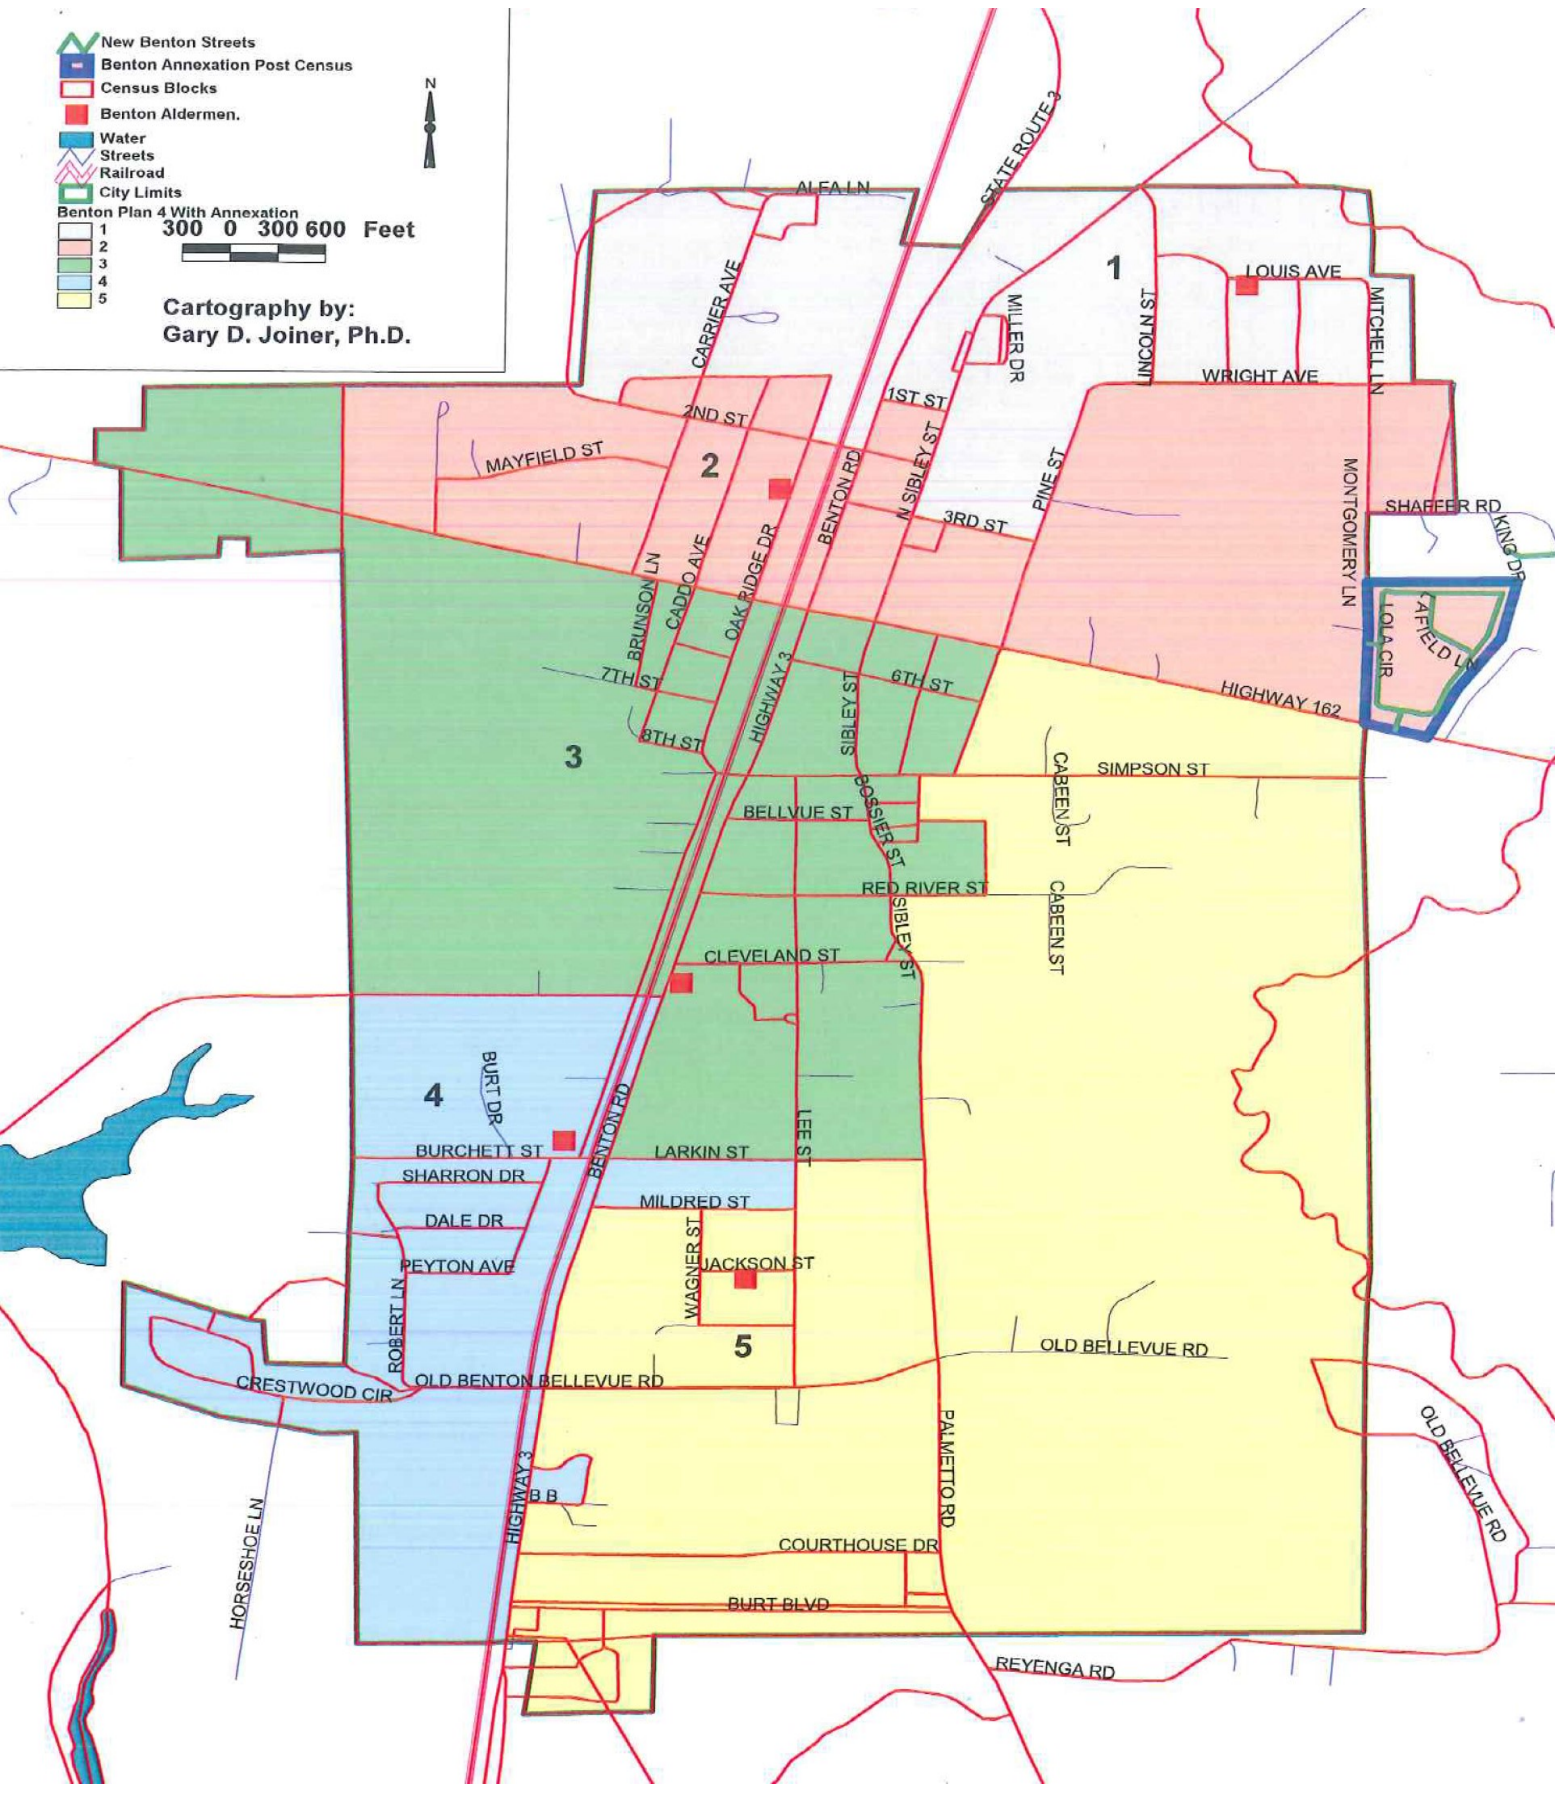 New Benton Streets
Benton Annexation Post Census
Census Blocks
Benton Aldermen.
Water
Streets
Railroad
City Limits
Benton Plan 4 With Annexation
1
2
3
4
5
300 0 300 600 Feet
Cartography by:
Gary D. Joiner, Ph.D.
N
STATE ROUTE 3
ALFA LN
1
LOUIS AVE
CARRIER AVE
MILLER DR
LINCOLN ST
MITCHELL LN
WRIGHT AVE
1ST ST
2ND ST
MAYFIELD ST
2
BENTON RD
N SIBLEY ST
PINE ST
3RD ST
MONTGOMERY LN
SHAFFER RD
KING DR
BRUNSON LN
CADDO AVE
OAK RIDGE DR
LOLA CIR
AFIELD LN
7TH ST
HIGHWAY 3
6TH ST
HIGHWAY 162
SIBLEY ST
8TH ST
3
CABEEN ST
SIMPSON ST
BELLVUE ST
BOSSIER ST
RED RIVER ST
CABEEN ST
SIBLEY ST
CLEVELAND ST
4
BURT DR
BENTON RD
LEE ST
BURCHETT ST
LARKIN ST
SHARRON DR
MILDRED ST
DALE DR
WAGNER ST
PEYTON AVE
JACKSON ST
ROBERT LN
5
OLD BELLEVUE RD
CRESTWOOD CIR
OLD BENTON BELLEVUE RD
PALMETTO RD
OLD BELLEVUE RD
HIGHWAY 3
B B
HORSESHOE LN
COURTHOUSE DR
BURT BLVD
REYENGA RD